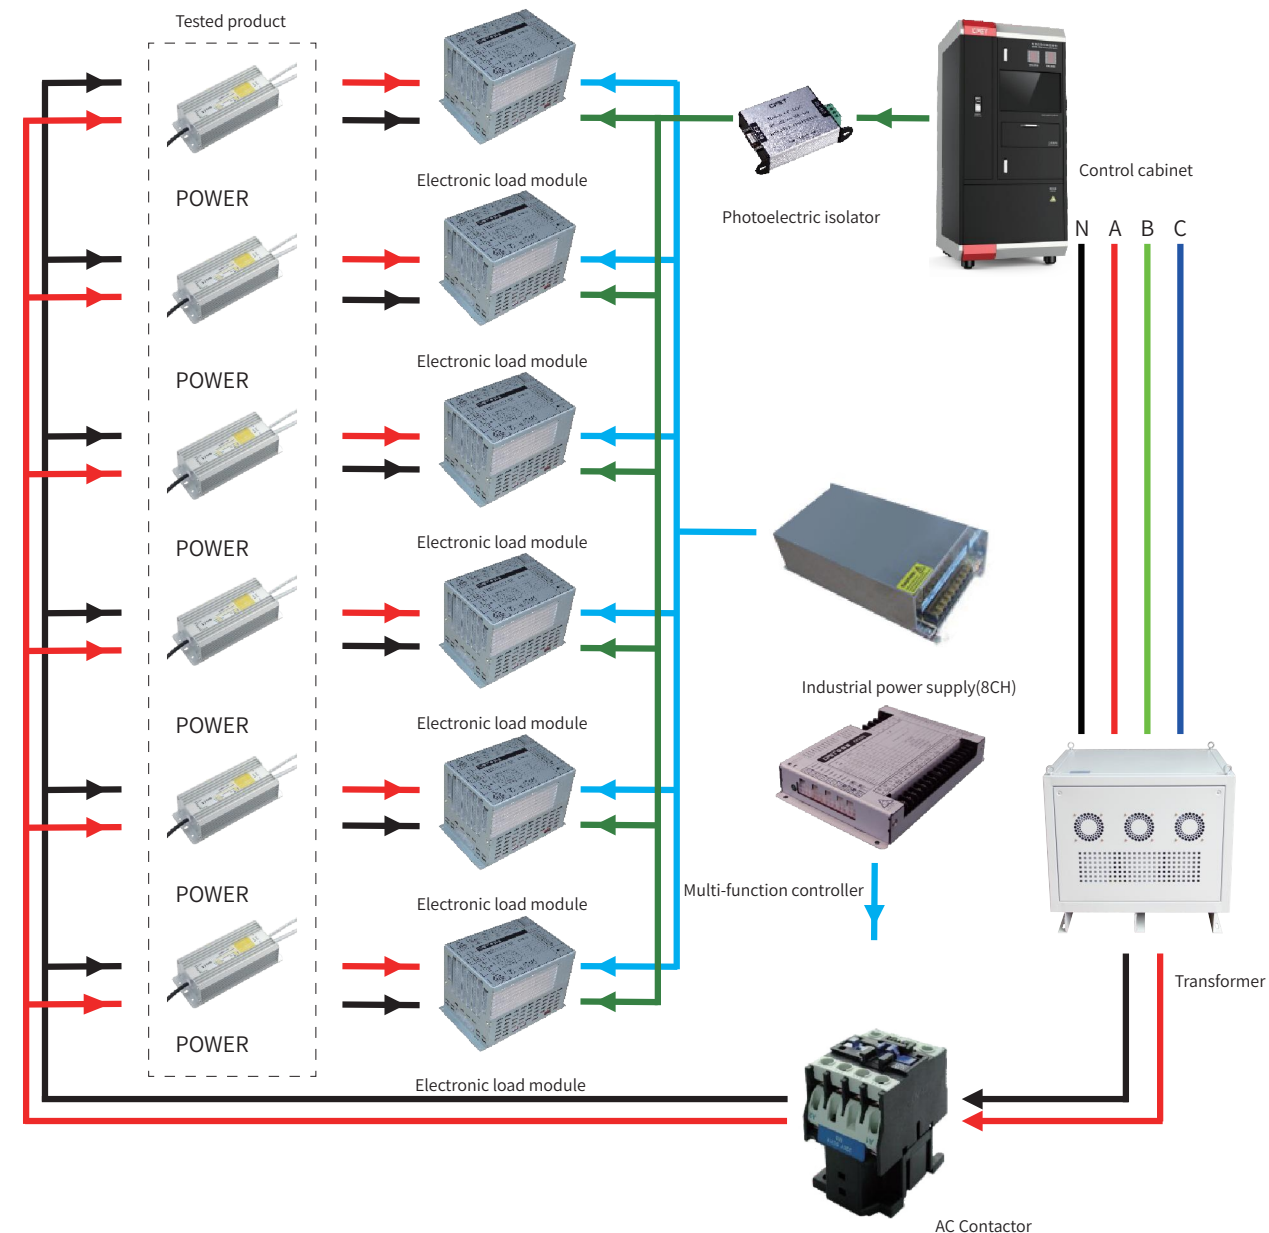 Tested product
POWER
POWER
POWER
POWER
POWER
POWER
Electronic load module
Electronic load module
Electronic load module
Electronic load module
Electronic load module
Electronic load module
Photoelectric isolator
Control cabinet
N A B C
Industrial power supply(8CH)
Multi-function controller
Transformer
AC Contactor